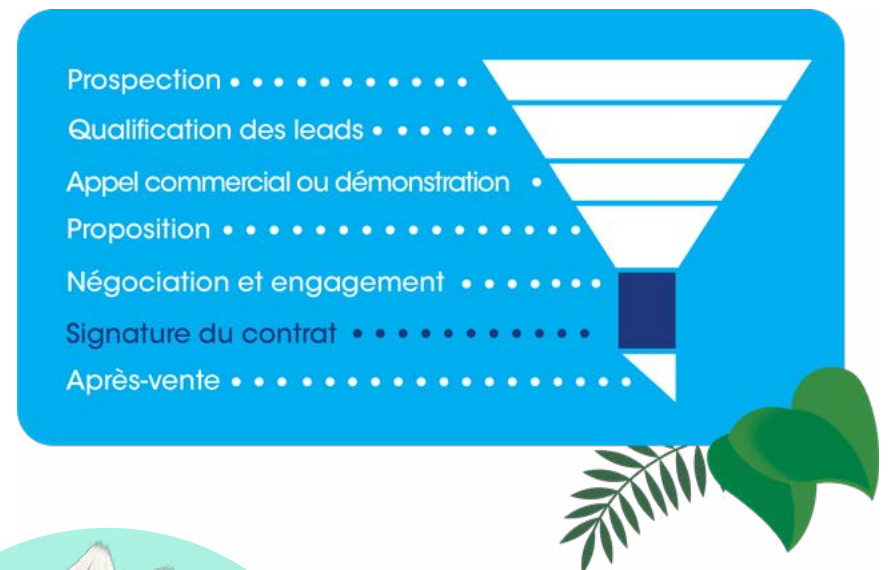 Prospection
Qualification des leads
Appel commercial ou démonstration
Proposition
Négociation et engagement
Signature du contrat
Après-vente